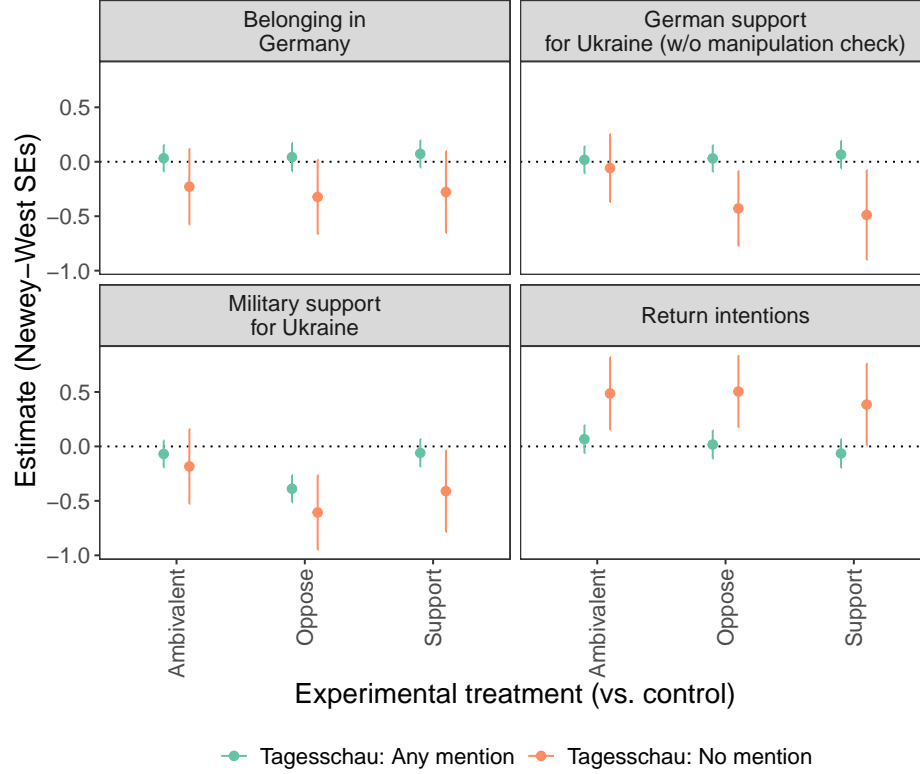 Belonging in
Germany
German support
for Ukraine (w/o manipulation check)
0.5
0.0
−0.5
−1.0
Military support
for Ukraine
Return intentions
0.5
0.0
−0.5
−1.0
Estimate (Newey−West SEs)
Ambivalent
Oppose
Support
Ambivalent
Oppose
Support
Experimental treatment (vs. control)
Tagesschau: Any mention Tagesschau: No mention